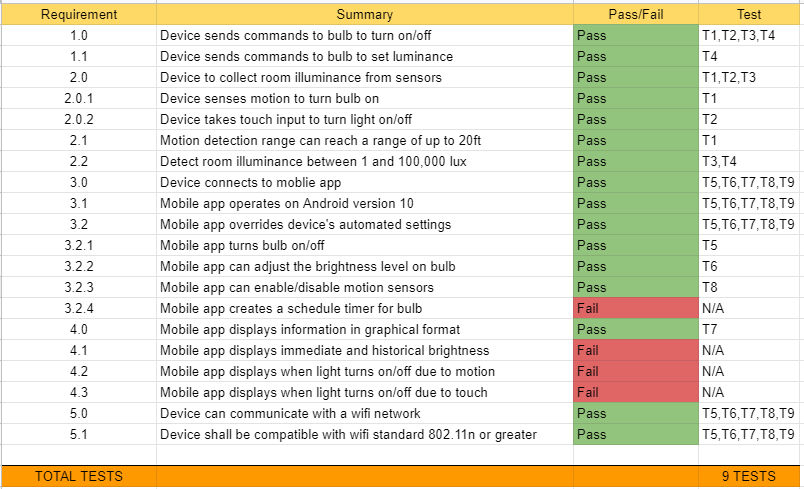 Requirement Summary Pass/Fail Test
1.0 Device sends commands to bulb to turn on/off Pass T1,T2,T3,T4
1.1 Device sends commands to bulb to set luminance Pass T4
2.0 Device to collect room illuminance from sensors Pass T1,T2,T3
2.0.1 Device senses motion to turn bulb on Pass T1
2.0.2 Device takes touch input to turn light on/off Pass T2
2.1 Motion detection range can reach a range of up to 20ft Pass T1
2.2 Detect room illuminance between 1 and 100,000 lux Pass T3,T4
3.0 Device connects to moblie app Pass T5,T6,T7,T8,T9
3.1 Mobile app operates on Android version 10 Pass T5,T6,T7,T8,T9
3.2 Mobile app overrides device's automated settings Pass T5,T6,T7,T8,T9
3.2.1 Mobile app turns bulb on/off Pass T5
3.2.2 Mobile app can adjust the brightness level on bulb Pass T6
3.2.3 Mobile app can enable/disable motion sensors Pass T8
3.2.4 Mobile app creates a schedule timer for bulb Fail N/A
4.0 Mobile app displays information in graphical format Pass T7
4.1 Mobile app displays immediate and historical brightness Fail N/A
4.2 Mobile app displays when light turns on/off due to motion Fail N/A
4.3 Mobile app displays when light turns on/off due to touch Fail N/A
5.0 Device can communicate with a wifi network Pass T5,T6,T7,T8,T9
5.1 Device shall be compatible with wifi standard 802.11n or greater Pass T5,T6,T7,T8,T9
TOTAL TESTS 9 TESTS